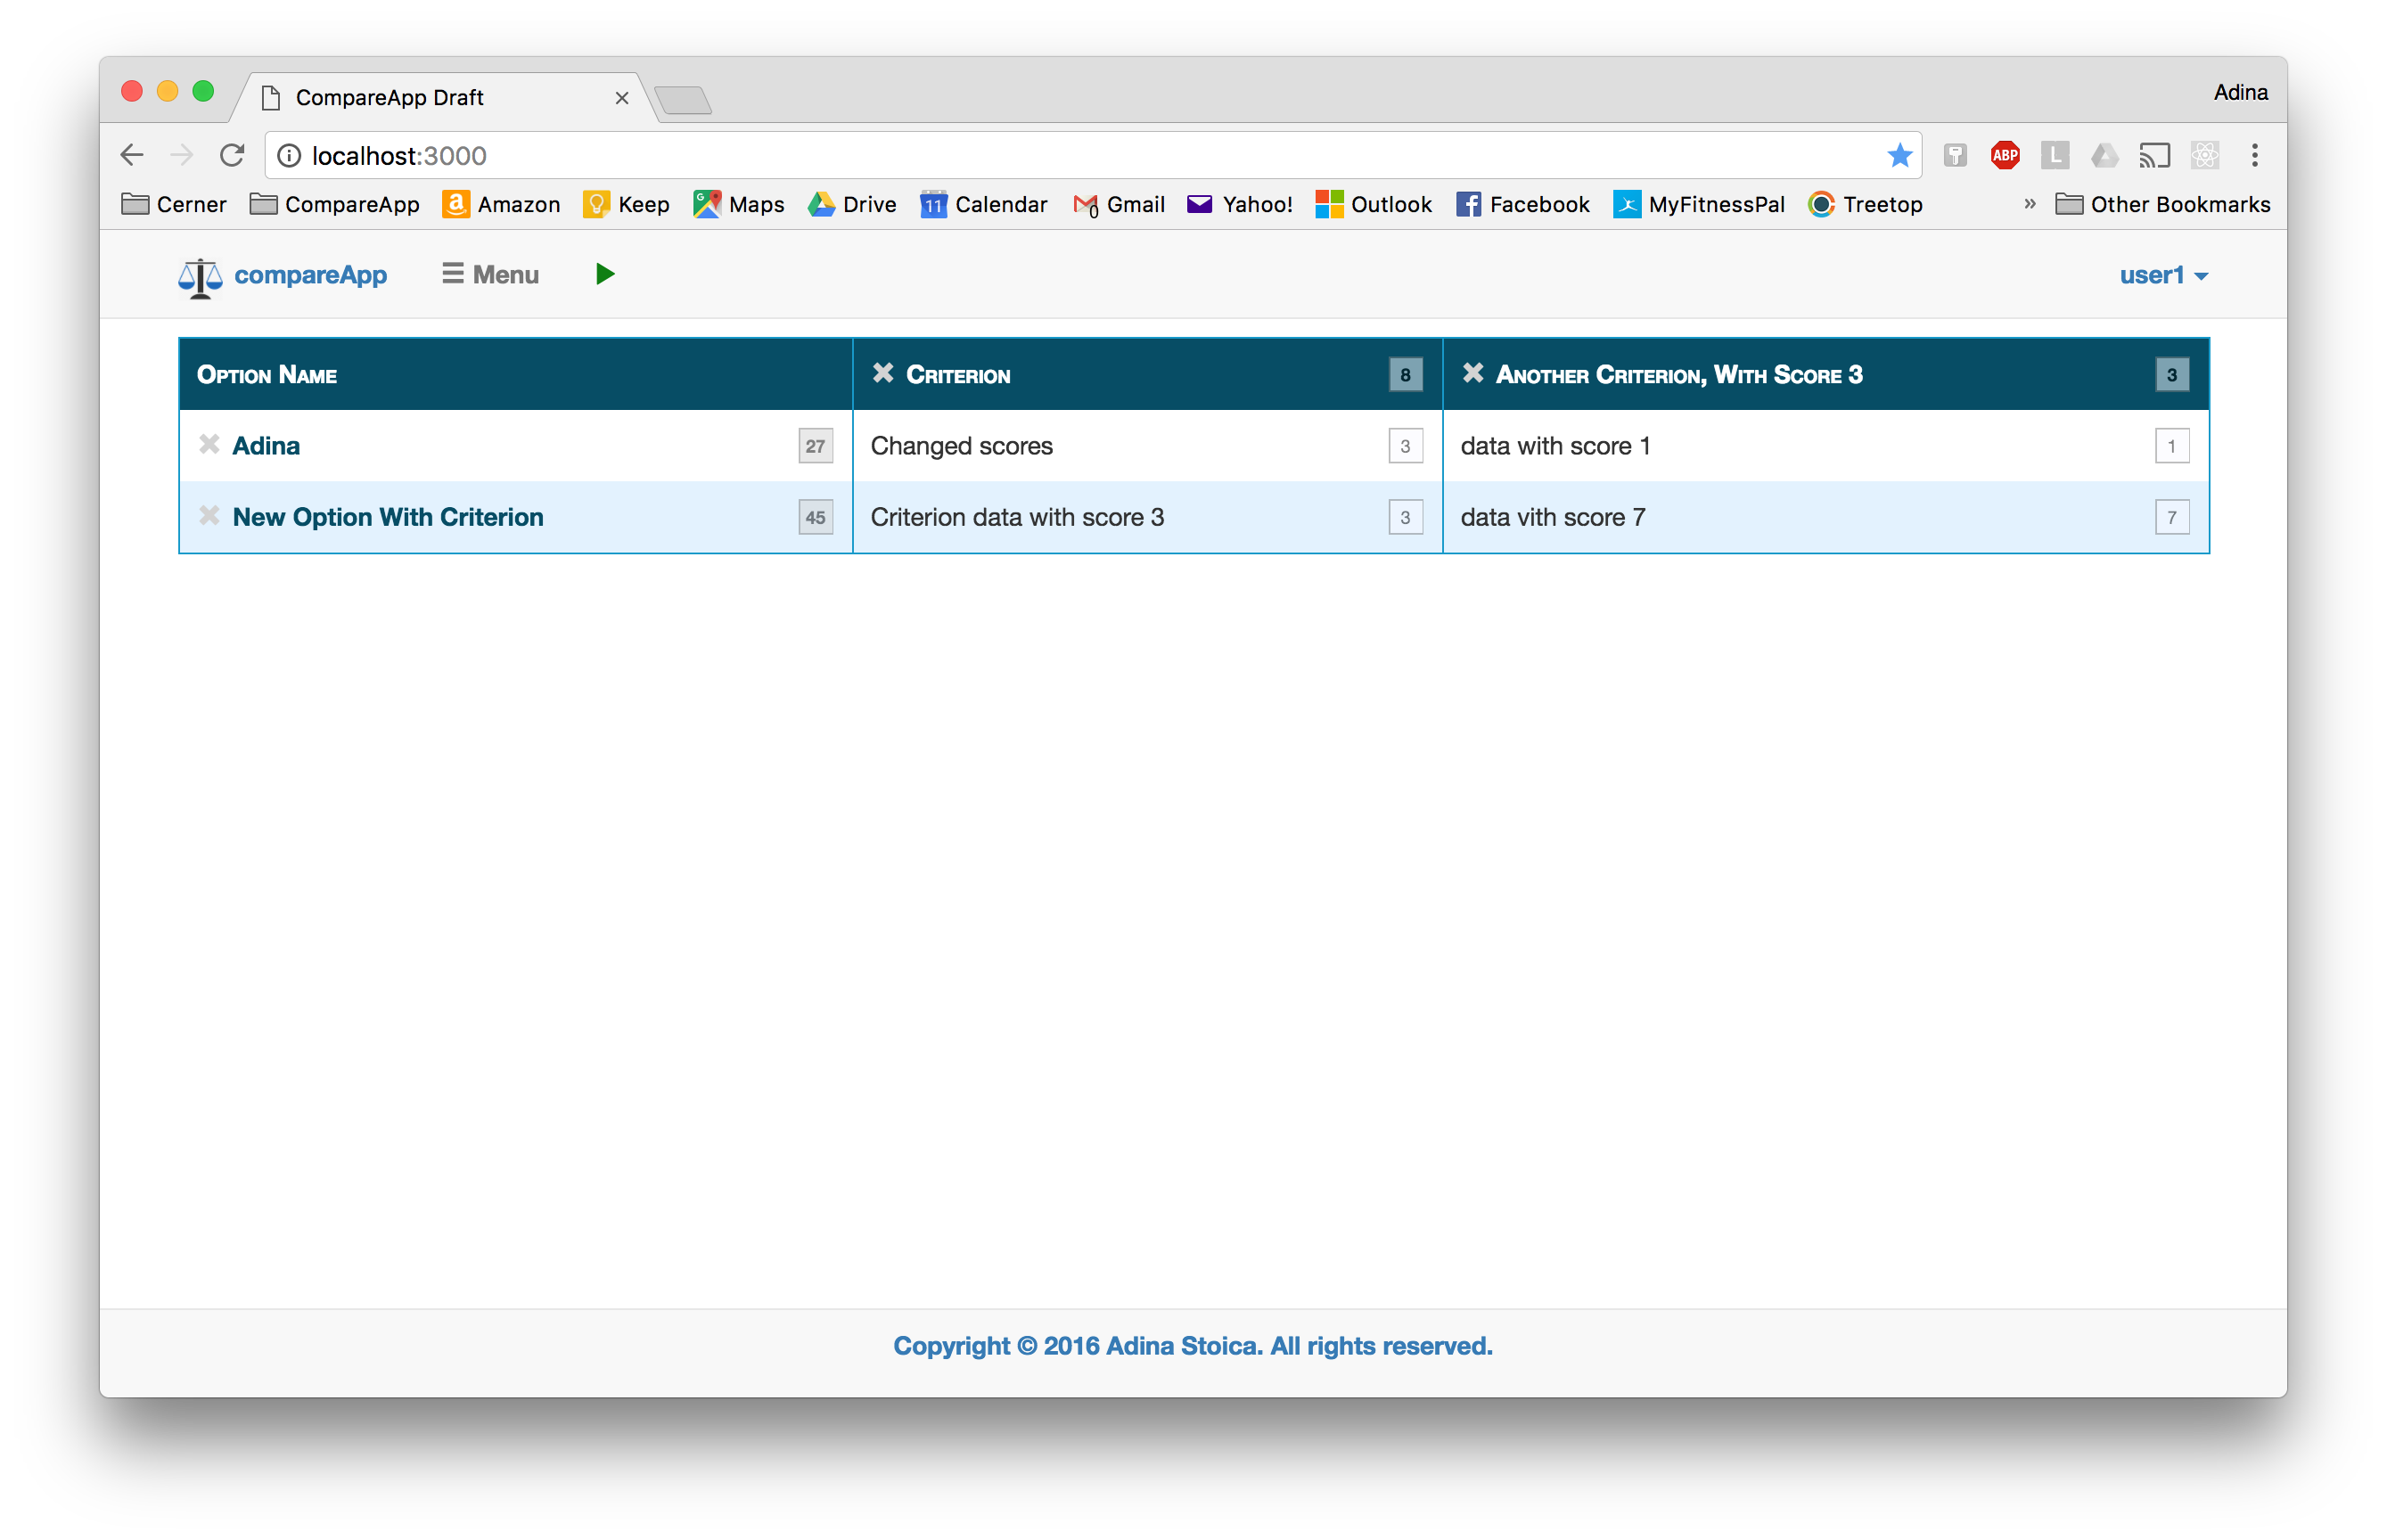 CompareApp Draft
Adina
localhost:3000
ABP
L
Cerner CompareApp Amazon Keep Maps Drive 11 Calendar Gmail Yahoo! Outlook Facebook MyFitnessPal Treetop » Other Bookmarks
compareApp Menu user1
Option Name Criterion 8 Another Criterion, With Score 3 3
Adina 27 Changed scores 3 data with score 1 1
New Option With Criterion 45 Criterion data with score 3 3 data vith score 7 7
Copyright © 2016 Adina Stoica. All rights reserved.